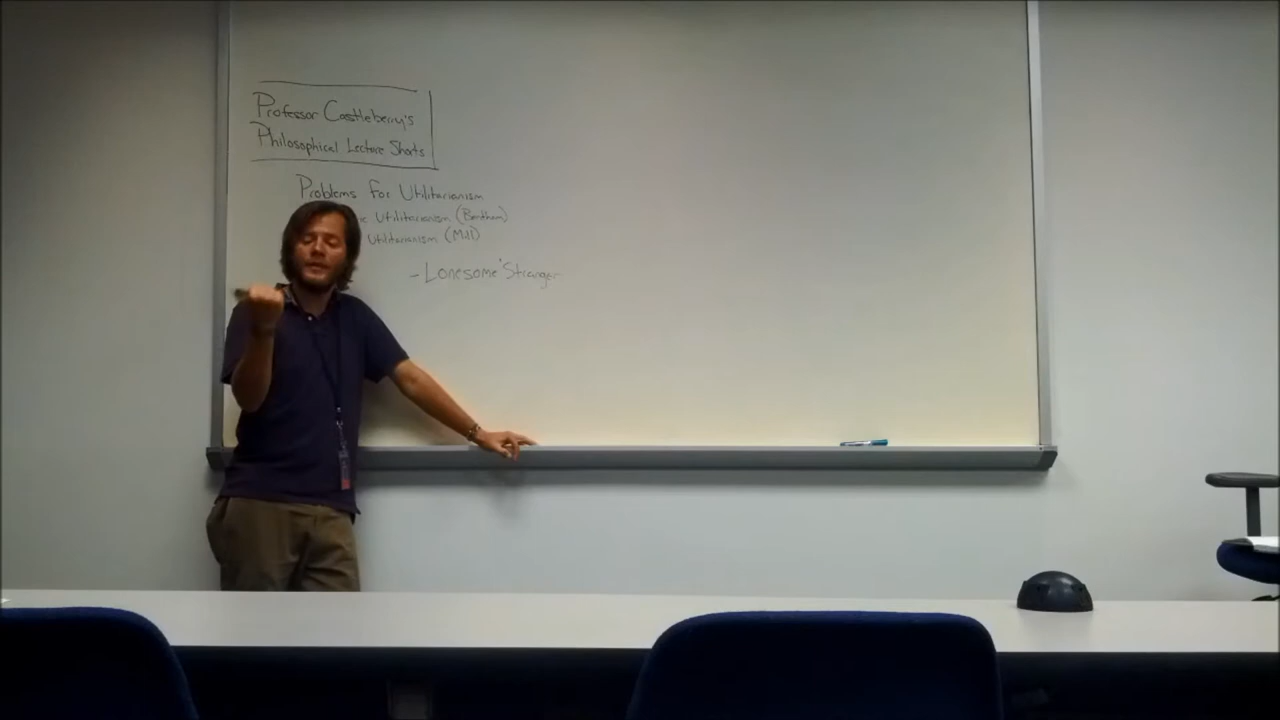 Professor Castleberry's
Philosophical Lecture Shorts
Problems For Utilitarianism
Utilitarianism (Bentham)
Utilitarianism (Mill)
- Lonesome Stranger